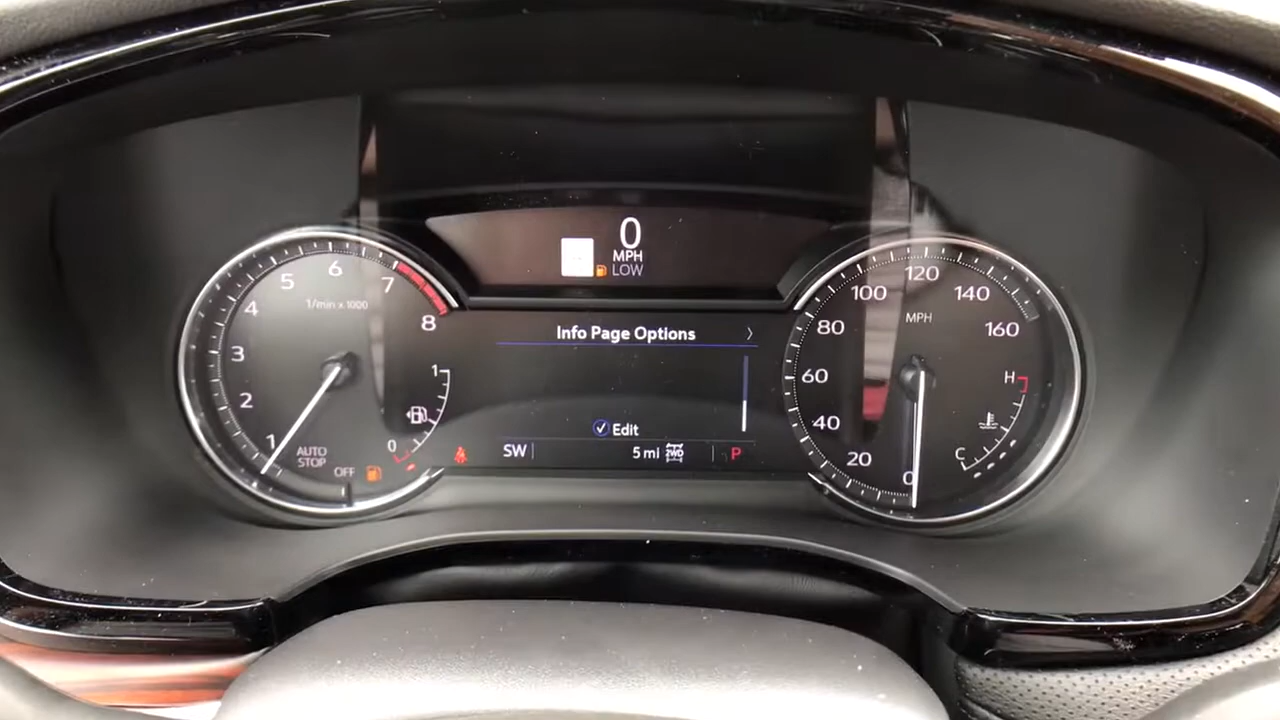 0
MPH
LOW
Info Page Options
Edit
SW
5 mi
2WD
P
1
2
3
4
5
6
7
8
1/min x 1000
AUTO
STOP
OFF
1
0
0
20
40
60
80
100
120
140
160
MPH
H
C